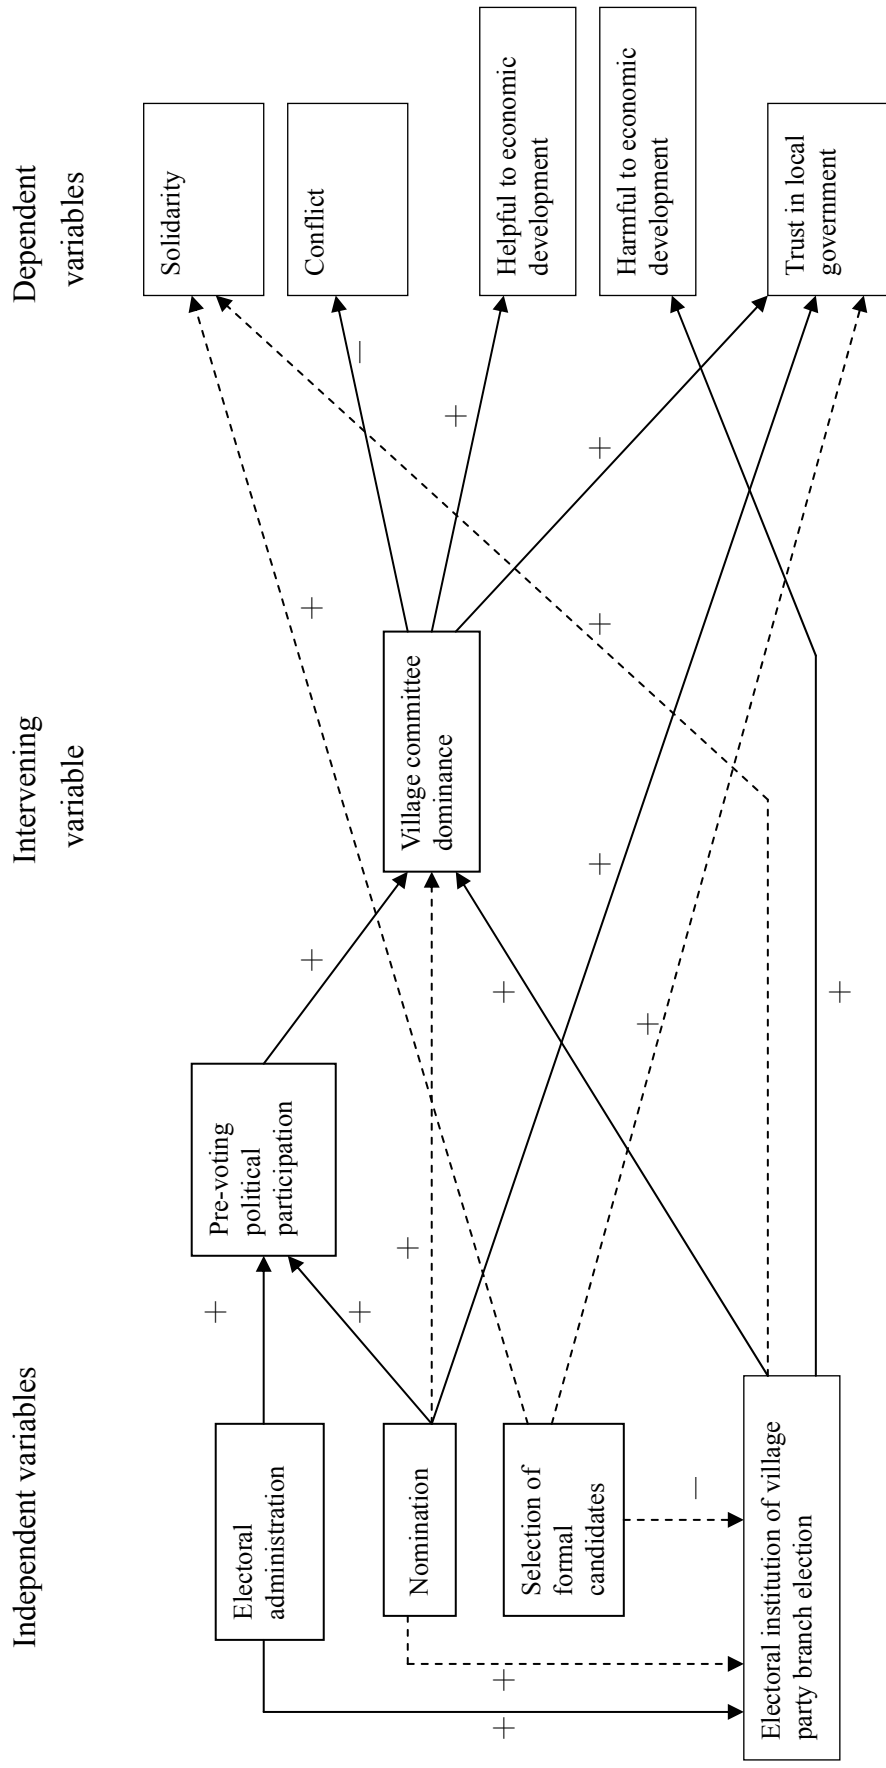 Independent variables
Intervening
variable
Dependent
variables
Electoral
administration
Nomination
Selection of
formal
candidates
Electoral institution of village
party branch election
Pre-voting
political
participation
Village committee
dominance
Solidarity
Conflict
Helpful to economic
development
Harmful to economic
development
Trust in local
government
+
+
+
+
+
+
+
+
+
+
+
+
+
+
–
–